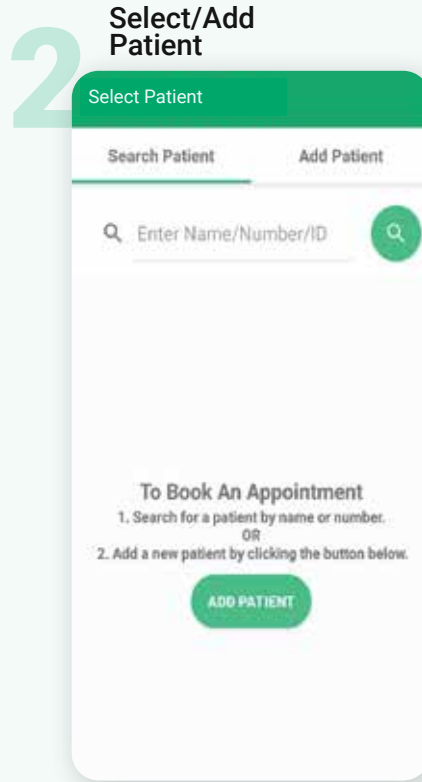 2
Select/Add
Patient
Select Patient
Search Patient
Add Patient
Enter Name/Number/ID
To Book An Appointment
1. Search for a patient by name or number.
OR
2. Add a new patient by clicking the button below.
ADD PATIENT